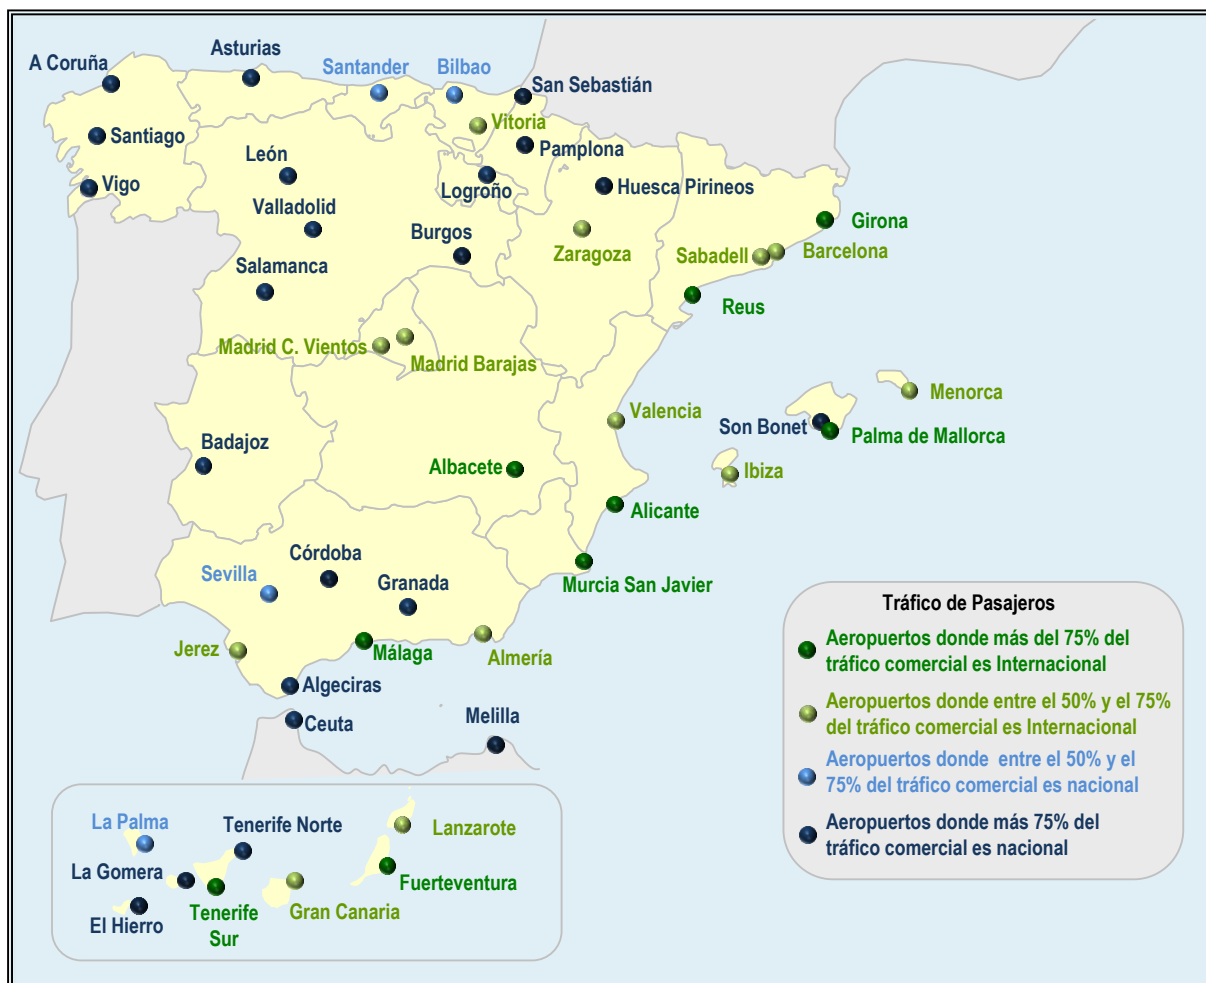 Asturias
A Coruña
Santander
Bilbao
San Sebastián
Vitoria
Santiago
Pamplona
León
Vigo
Logroño
Huesca Pirineos
Valladolid
Girona
Burgos
Zaragoza
Sabadell
Barcelona
Salamanca
Reus
Madrid C. Vientos
Madrid Barajas
Menorca
Valencia
Son Bonet
Palma de Mallorca
Badajoz
Albacete
Ibiza
Alicante
Córdoba
Sevilla
Granada
Murcia San Javier
Jerez
Málaga
Almería
Algeciras
Ceuta
Melilla
Tráfico de Pasajeros
Aeropuertos donde más del 75% del
tráfico comercial es Internacional
Aeropuertos donde entre el 50% y el 75%
del tráfico comercial es Internacional
Aeropuertos donde  entre el 50% y el
75% del tráfico comercial es nacional
Aeropuertos donde más 75% del
tráfico comercial es nacional
La Palma
Tenerife Norte
Lanzarote
La Gomera
Fuerteventura
El Hierro
Tenerife
Sur
Gran Canaria